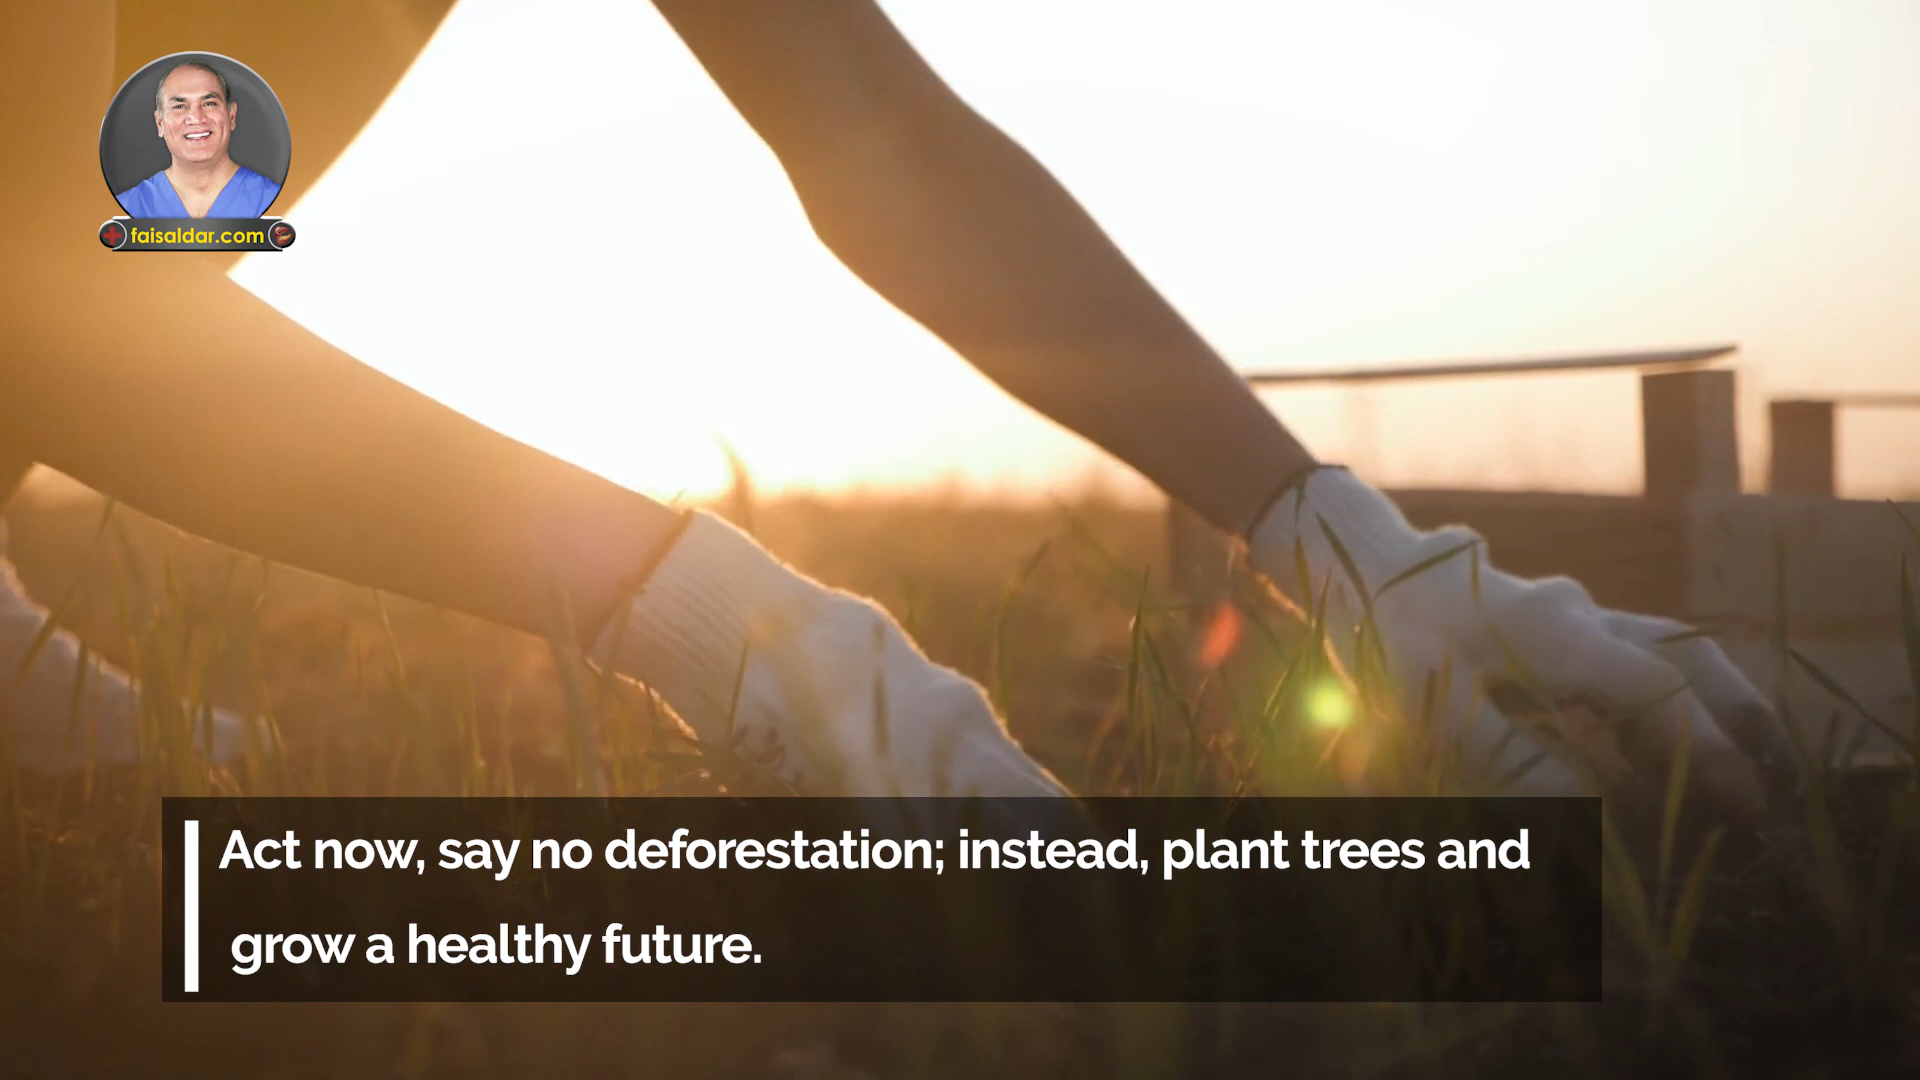 faisaldar.com
Act now, say no deforestation; instead, plant trees and
grow a healthy future.